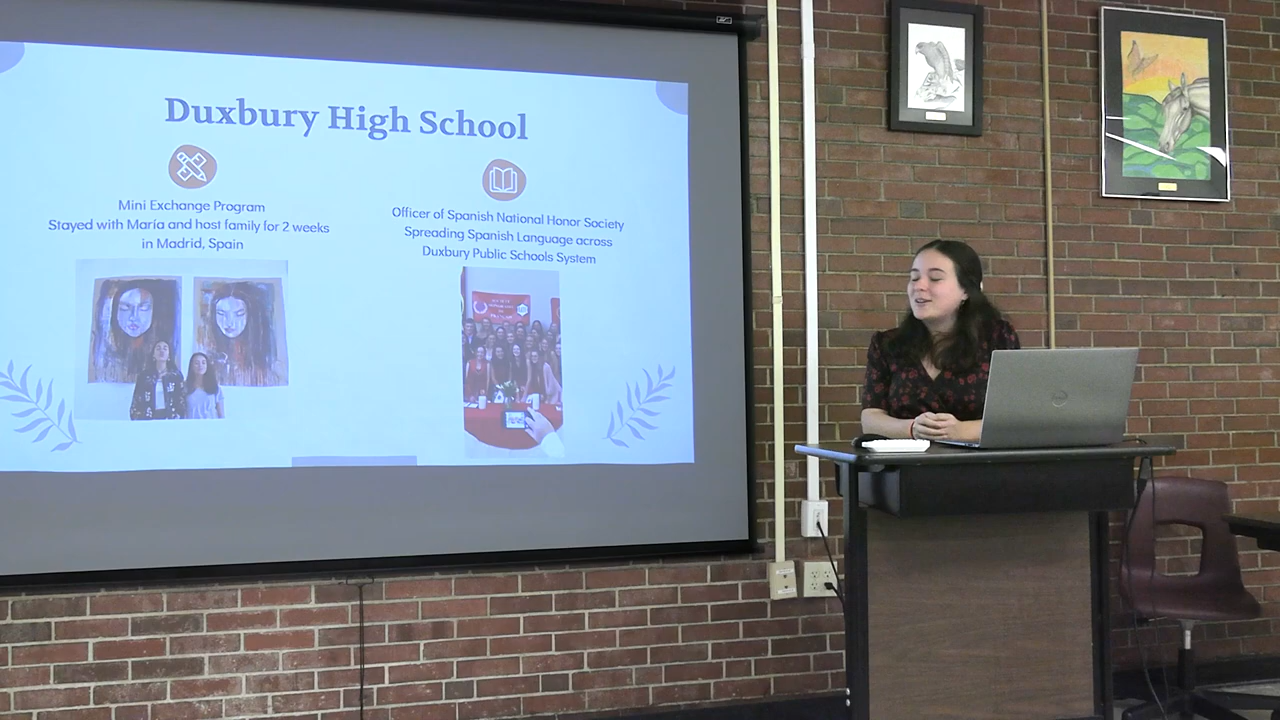 Duxbury High School
Mini Exchange Program
Stayed with María and host family for 2 weeks
in Madrid, Spain
Officer of Spanish National Honor Society
Spreading Spanish Language across
Duxbury Public Schools System